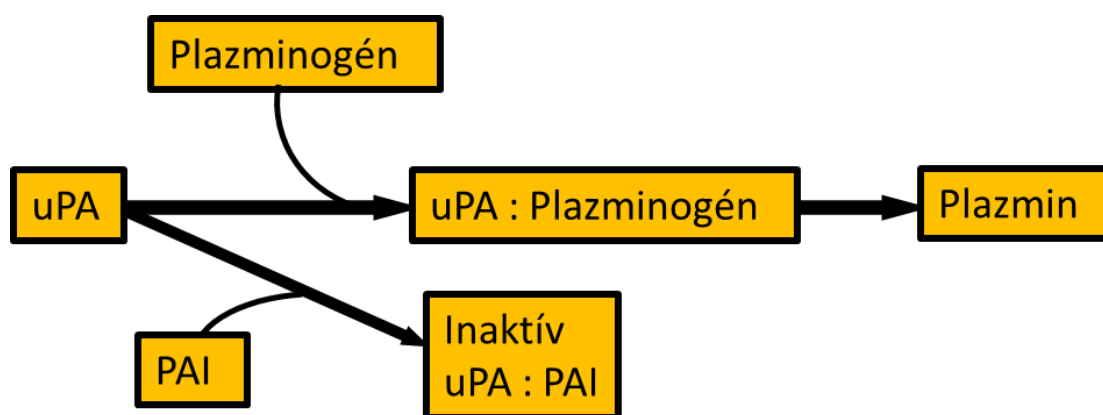 Plazminogén
uPA
uPA : Plazminogén
Plazmin
PAI
Inaktív
uPA : PAI